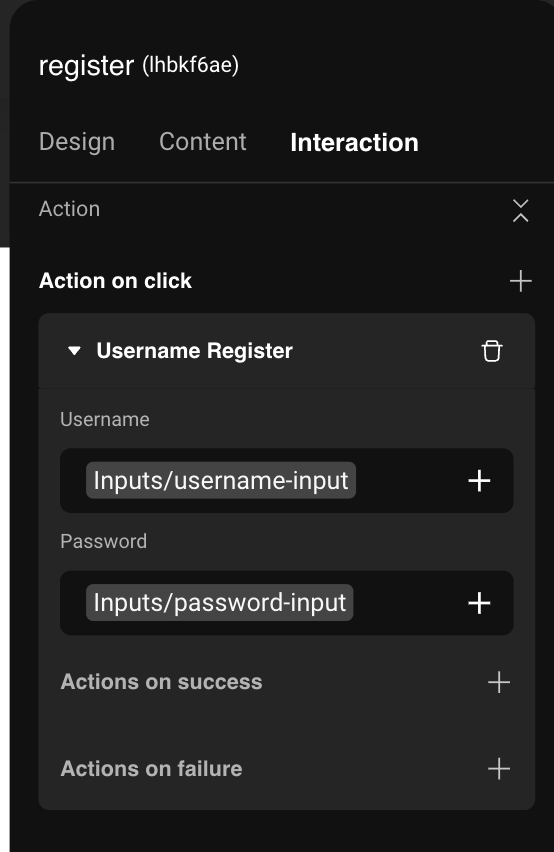 register (lhbkf6ae)
Design Content Interaction
Action
Action on click
Username Register
Username
Inputs/username-input
Password
Inputs/password-input
Actions on success
Actions on failure